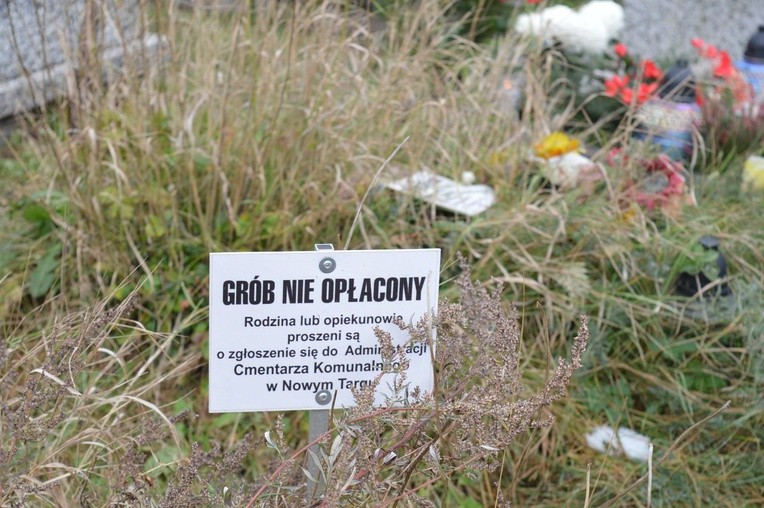 GRÓB NIE OPŁACONY
Rodzina lub opiekunowie
proszeni są
o zgłoszenie się do Administracji
Cmentarza Komunalnego
w Nowym Targu